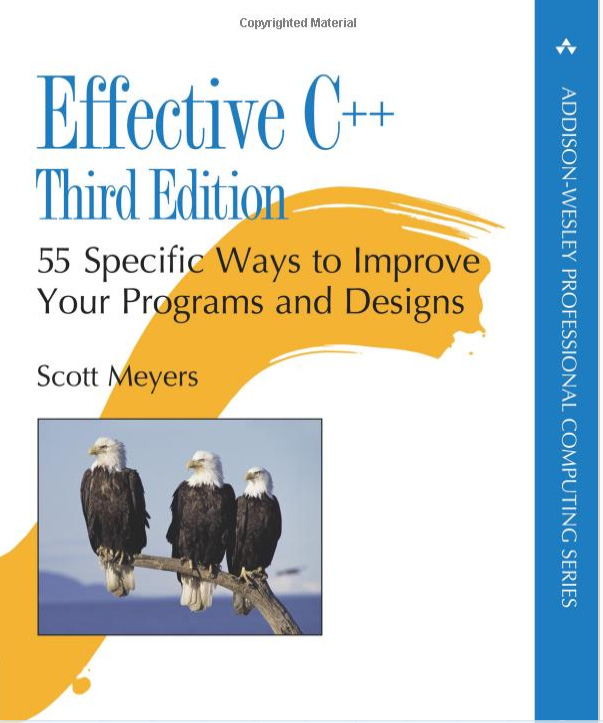 Copyrighted Material
Effective C++
Third Edition
55 Specific Ways to Improve
Your Programs and Designs
Scott Meyers
ADDISON-WESLEY PROFESSIONAL COMPUTING SERIES